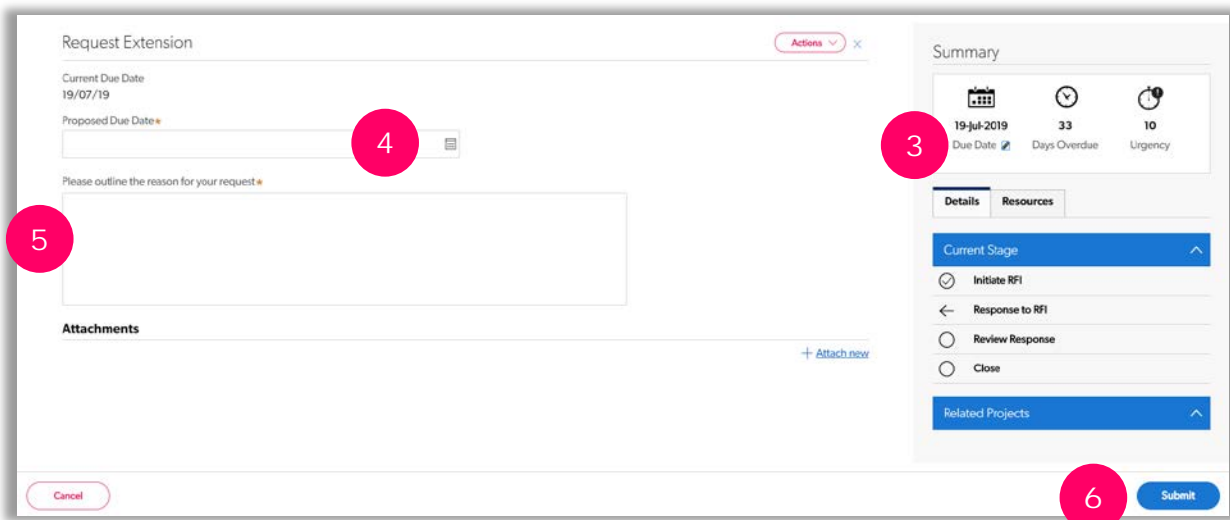 Request Extension
Actions
Current Due Date
19/07/19
Proposed Due Date*
4
Please outline the reason for your request*
5
Attachments
+ Attach new
Cancel
Summary
19-Jul-2019 33 10
3
Due Date Days Overdue Urgency
Details Resources
Current Stage
Initiate RFI
Response to RFI
Review Response
Close
Related Projects
6
Submit